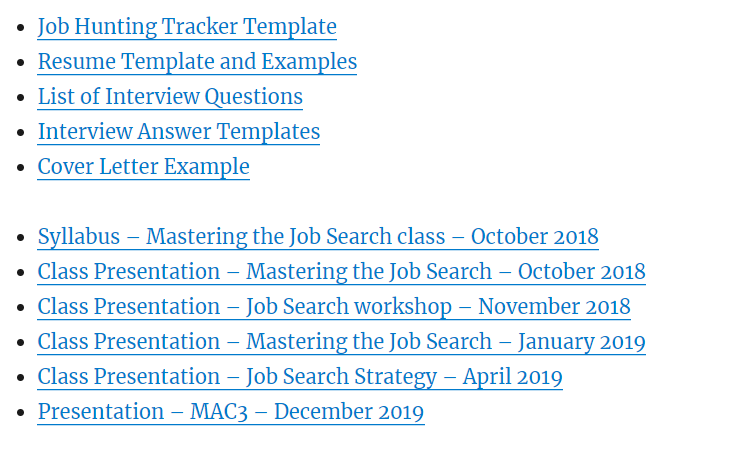 Job Hunting Tracker Template
Resume Template and Examples
List of Interview Questions
Interview Answer Templates
Cover Letter Example
Syllabus – Mastering the Job Search class – October 2018
Class Presentation – Mastering the Job Search – October 2018
Class Presentation – Job Search workshop – November 2018
Class Presentation – Mastering the Job Search – January 2019
Class Presentation – Job Search Strategy – April 2019
Presentation – MAC3 – December 2019